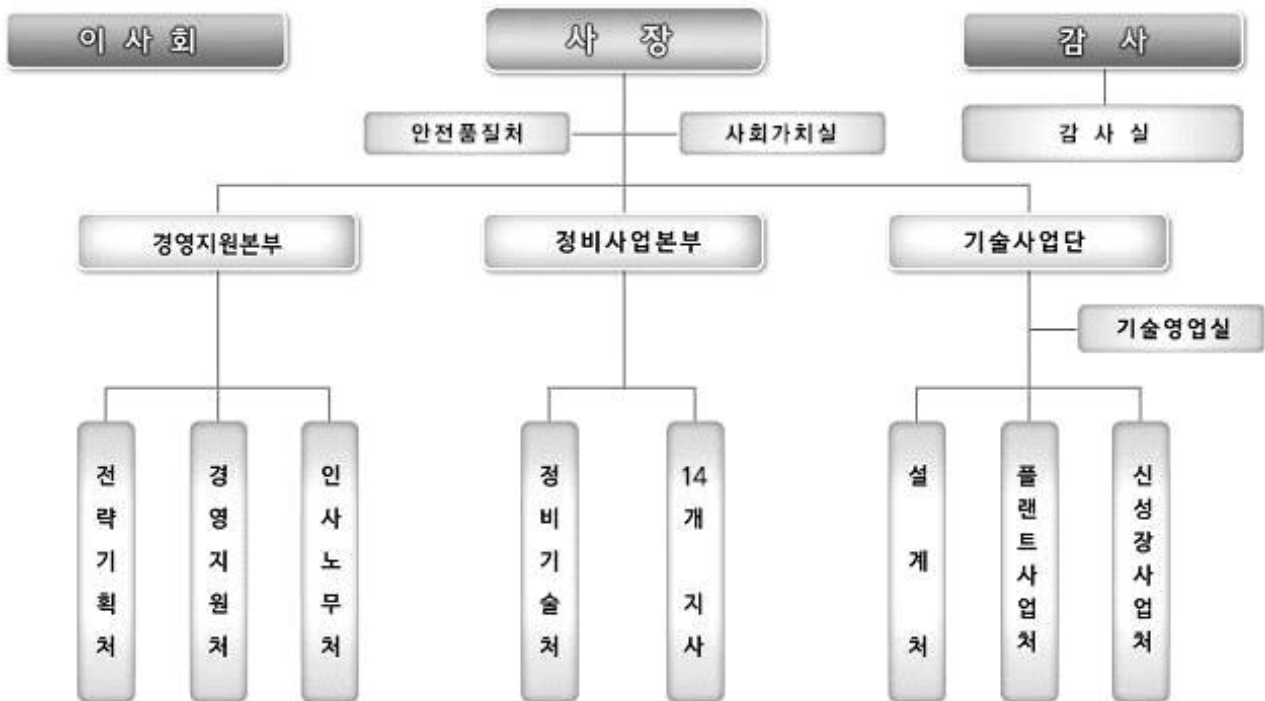 이사회
사장
감사
안전품질처
사회가치실
감사실
경영지원본부
정비사업본부
기술사업단
기술영업실
전략기획처
경영지원처
인사노무처
정비기술처
14개 지사
설계처
플랜트사업처
신성장사업처